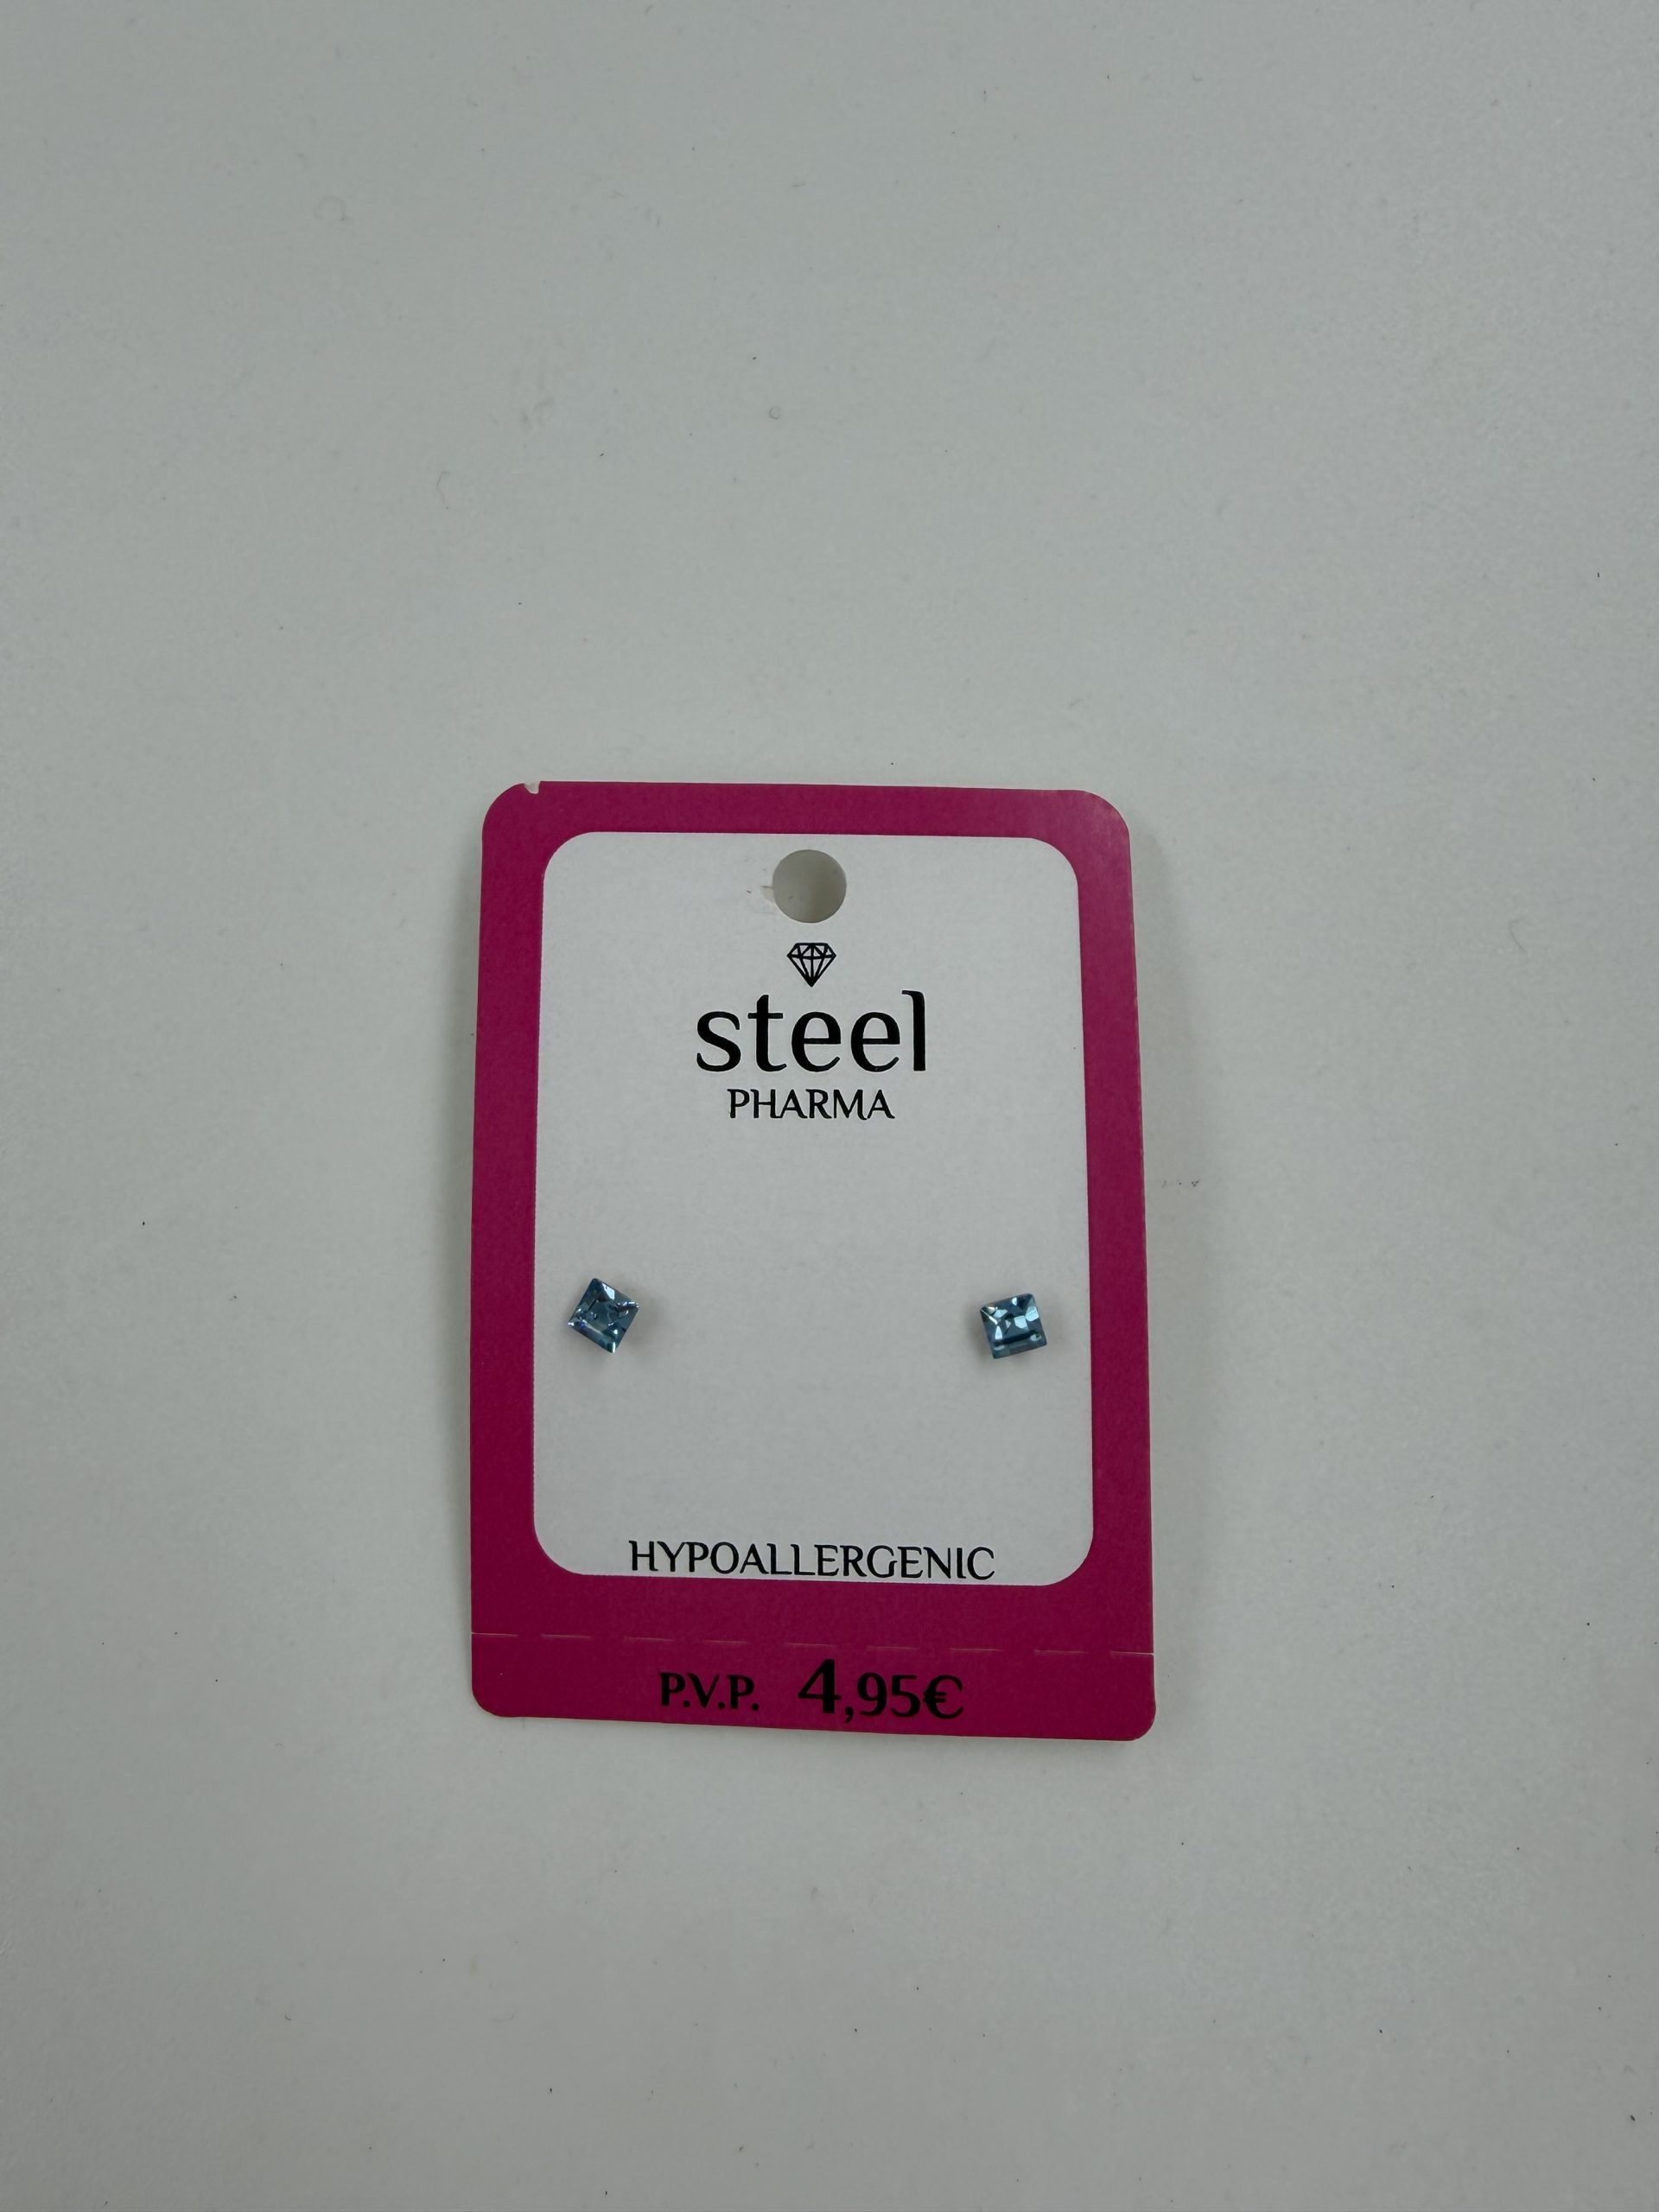 steel
PHARMA
HYPOALLERGENIC
P.V.P. 4,95€